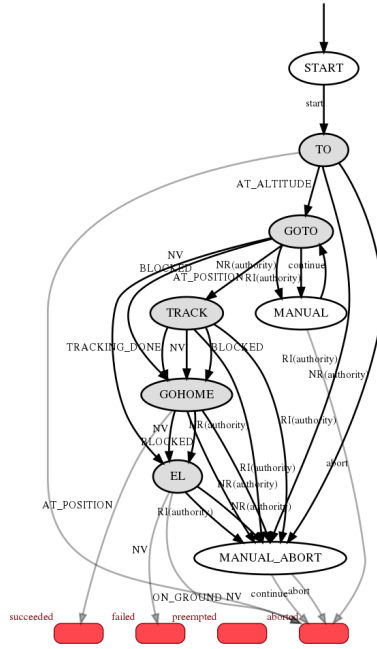 START
start
TO
AT_ALTITUDE
GOTO
NV
BLOCKED
NR(authority)
continue
AT_POSITION
RI(authority)
TRACK
MANUAL
TRACKING_DONE
NV
BLOCKED
RI(authority)
NR(authority)
GOHOME
NV
BLOCKED
NR(authority)
RI(authority)
EL
RI(authority)
NR(authority)
abort
AT_POSITION
RI(authority)
NR(authority)
NV
MANUAL_ABORT
ON_GROUND
NV
continue
abort
succeeded
failed
preempted
aborted